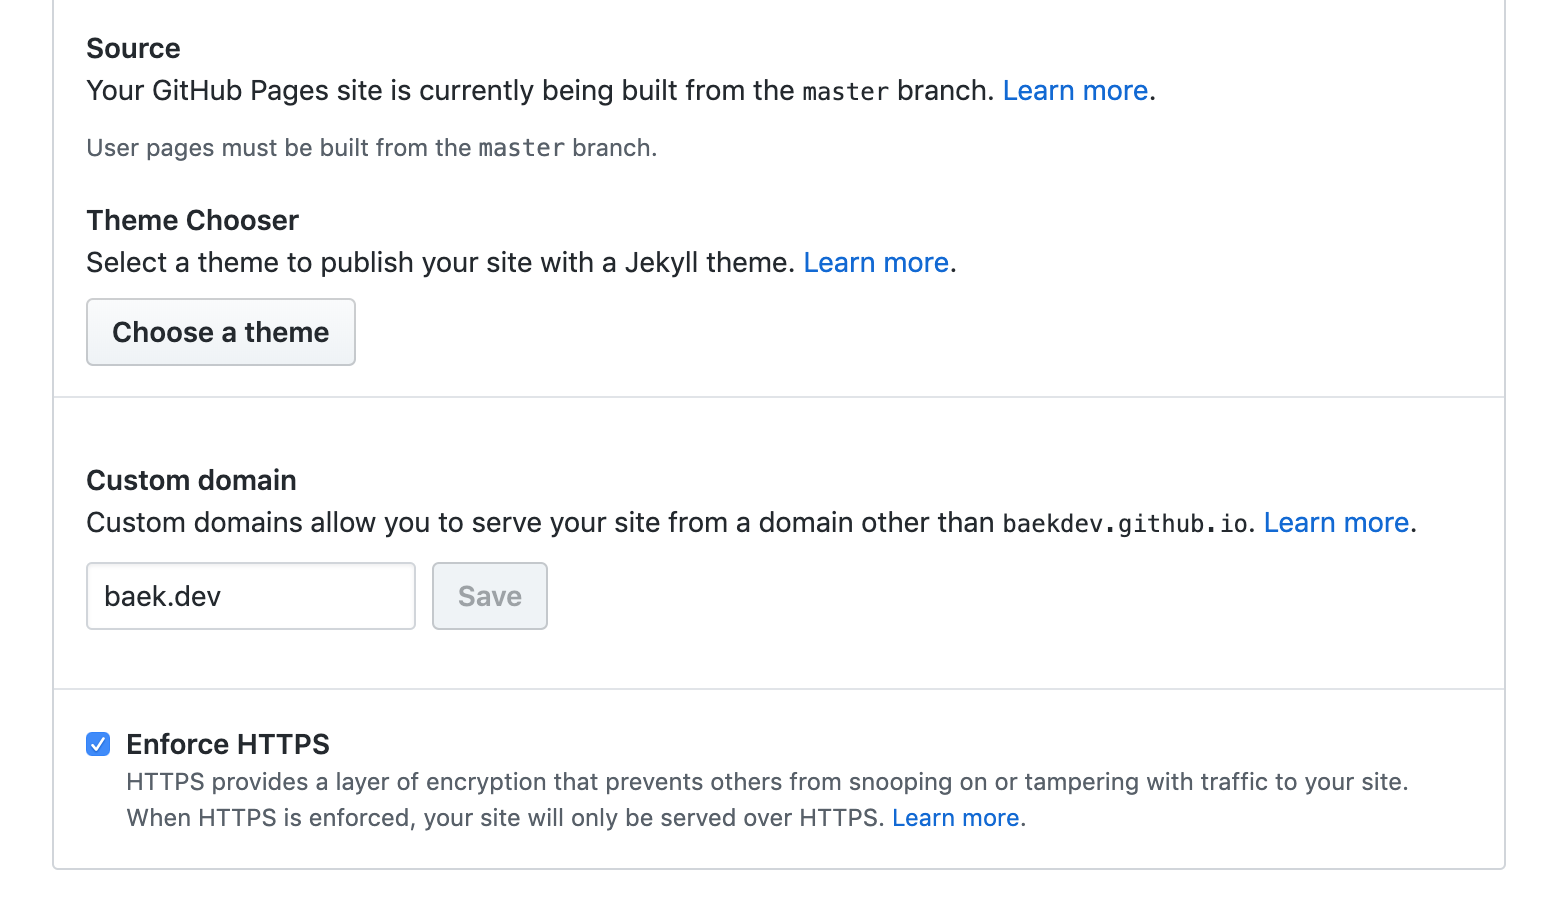 Source
Your GitHub Pages site is currently being built from the master branch. Learn more.
User pages must be built from the master branch.
Theme Chooser
Select a theme to publish your site with a Jekyll theme. Learn more.
Choose a theme
Custom domain
Custom domains allow you to serve your site from a domain other than baekdev.github.io. Learn more.
baek.dev Save
Enforce HTTPS
HTTPS provides a layer of encryption that prevents others from snooping on or tampering with traffic to your site.
When HTTPS is enforced, your site will only be served over HTTPS. Learn more.